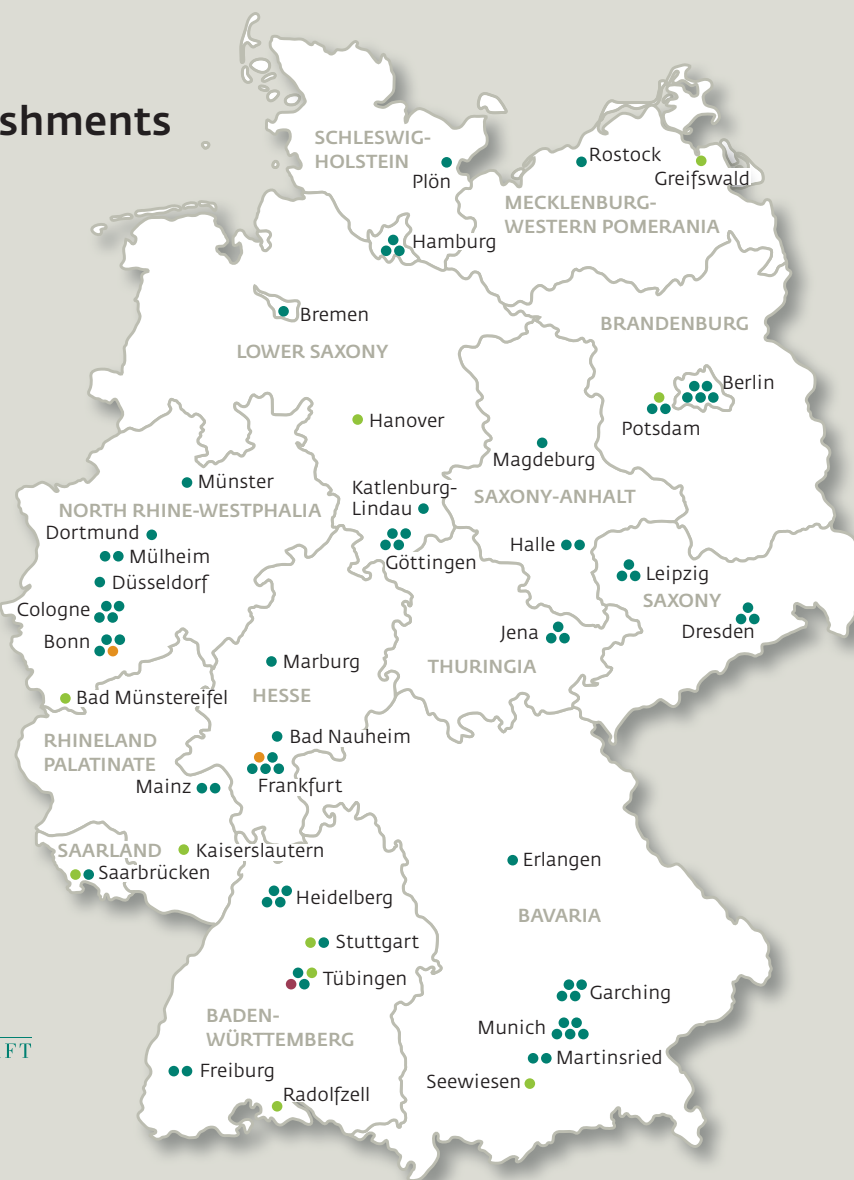 shments
SCHLESWIG-
HOLSTEIN
Plön
Rostock
Greifswald
MECKLENBURG-
WESTERN POMERANIA
Hamburg
Bremen
LOWER SAXONY
BRANDENBURG
Berlin
Potsdam
Hanover
Magdeburg
SAXONY-ANHALT
Münster
NORTH RHINE-WESTPHALIA
Katlenburg-
Lindau
Göttingen
Dortmund
Mülheim
Düsseldorf
Cologne
Bonn
Halle
Leipzig
SAXONY
Dresden
Jena
THURINGIA
Marburg
HESSE
Bad Münstereifel
Bad Nauheim
RHINELAND
PALATINATE
Mainz
Frankfurt
SAARLAND
Kaiserslautern
Saarbrücken
Erlangen
BAVARIA
Heidelberg
Stuttgart
Tübingen
Garching
BADEN-
WÜRTTEMBERG
Munich
Martinsried
FT
Freiburg
Seewiesen
Radolfzell